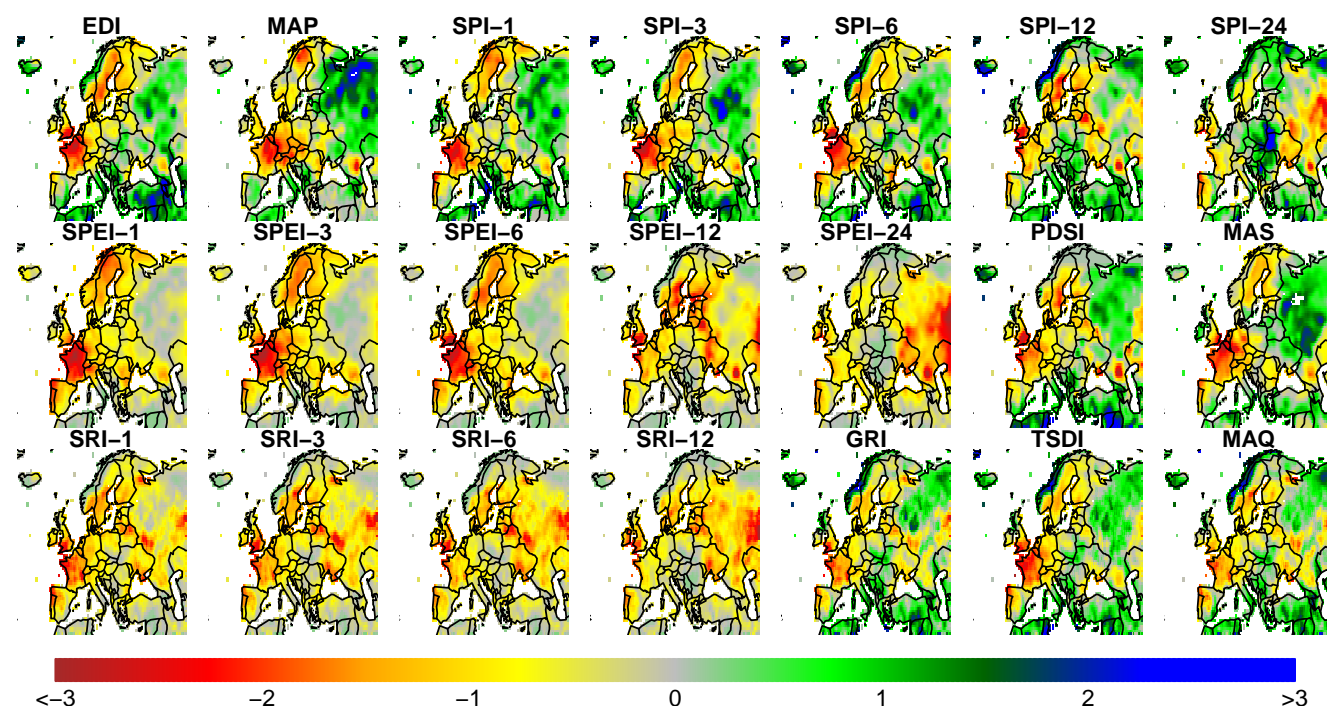 EDI MAP SPI−1 SPI−3 SPI−6 SPI−12 SPI−24
SPEI−1 SPEI−3 SPEI−6 SPEI−12 SPEI−24 PDSI MAS
SRI−1 SRI−3 SRI−6 SRI−12 GRI TSDI MAQ
<−3 −2 −1 0 1 2 >3